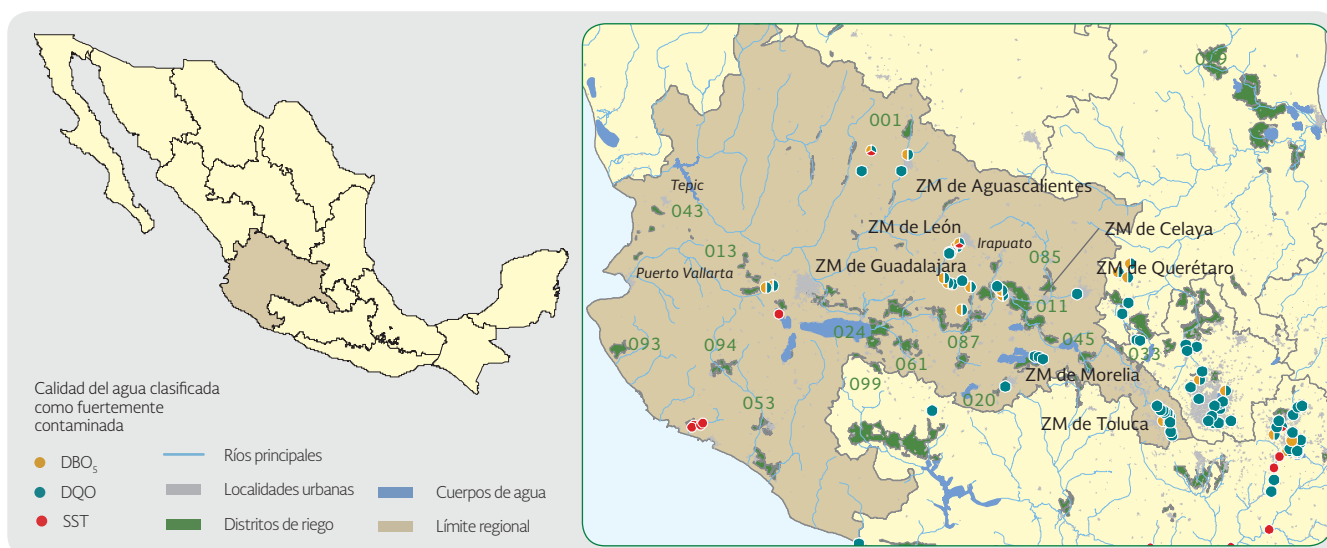 Calidad del agua clasificada
como fuertemente
contaminada
DBO5
DQO
SST
Ríos principales
Localidades urbanas
Distritos de riego
Cuerpos de agua
Límite regional
001
ZM de Aguascalientes
Tepic
043
ZM de León
Irapuato
ZM de Celaya
013
085
Puerto Vallarta
ZM de Guadalajara
ZM de Querétaro
011
024
093
094
061
087
045
033
099
020
ZM de Morelia
053
ZM de Toluca